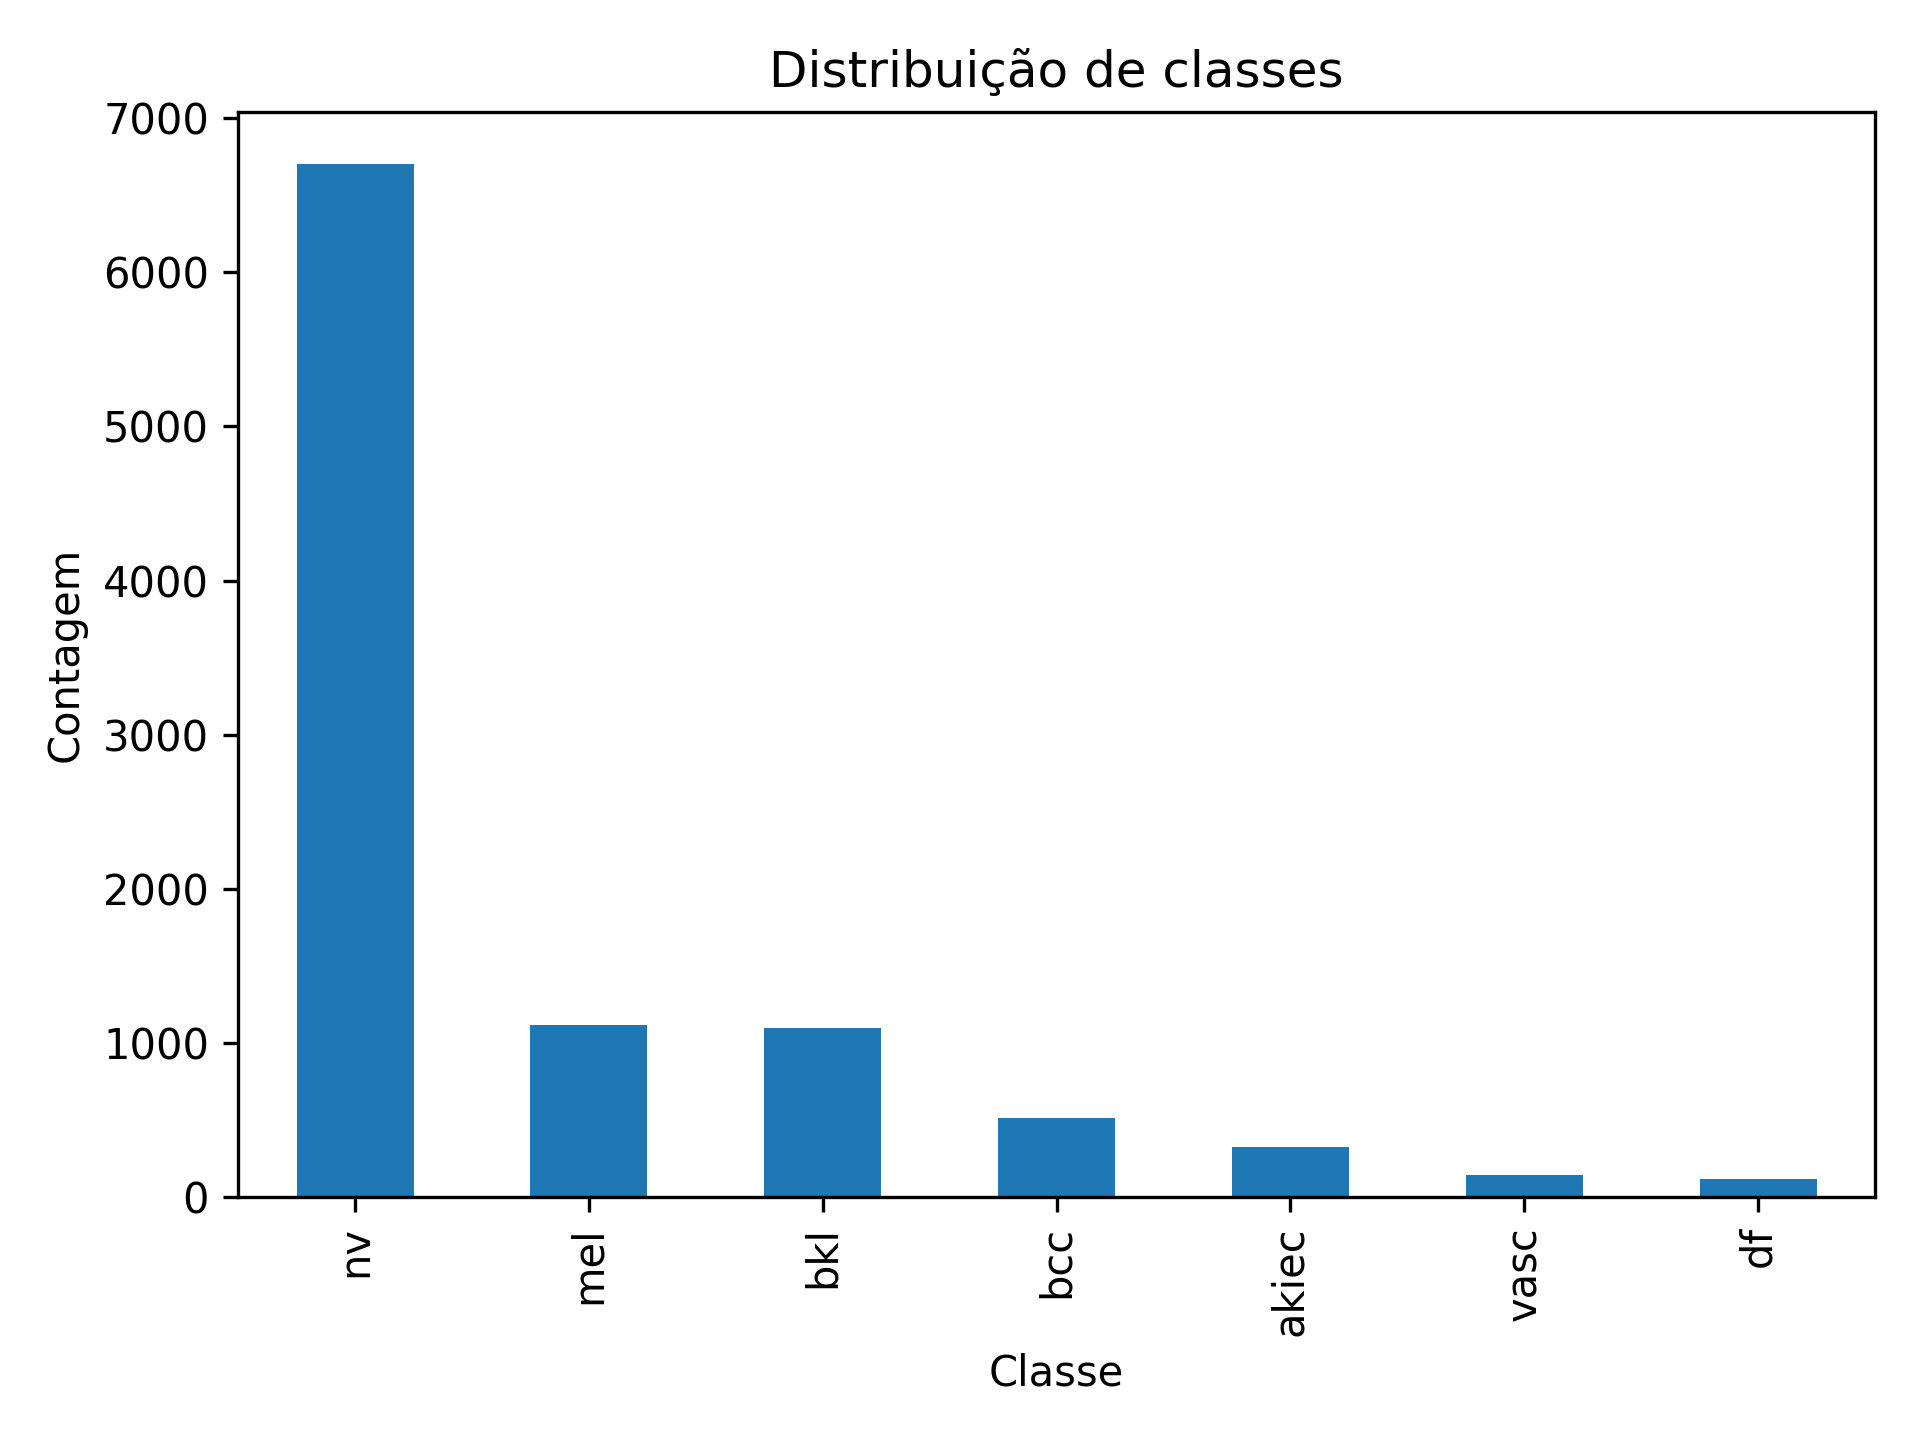 Distribuição de classes
7000
6000
5000
4000
3000
2000
1000
0
Contagem
nv
mel
bkl
bcc
akiec
vasc
df
Classe